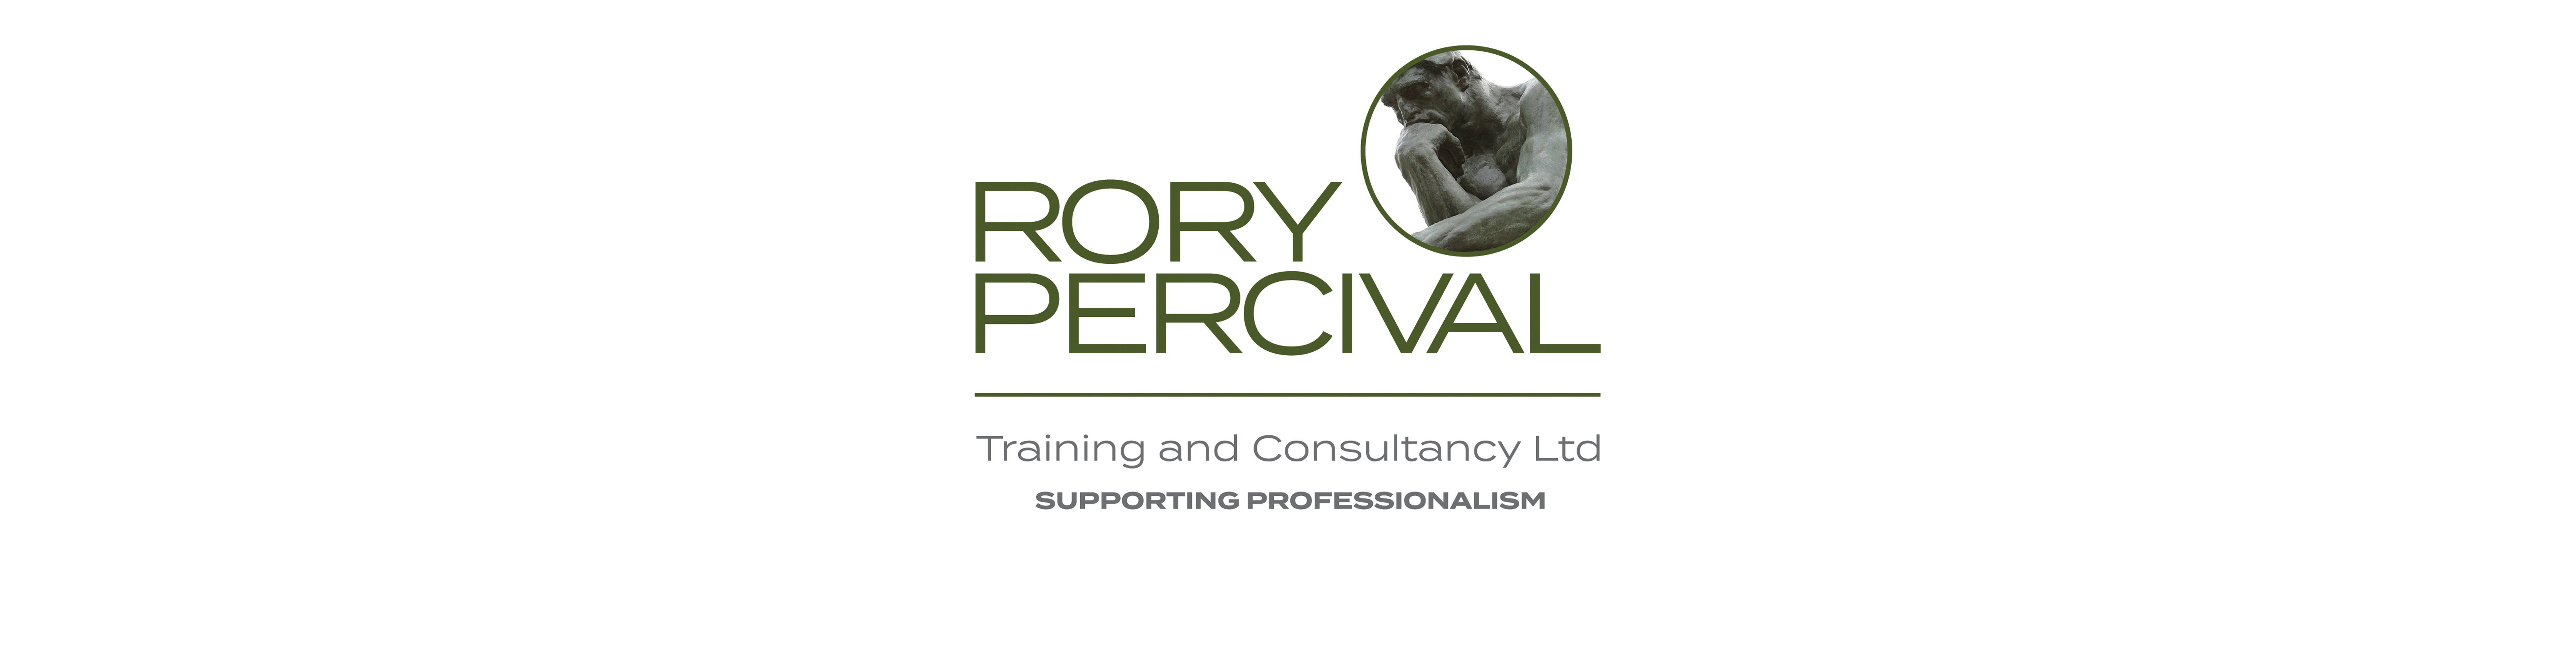 RORY
PERCIVAL
Training and Consultancy Ltd
SUPPORTING PROFESSIONALISM